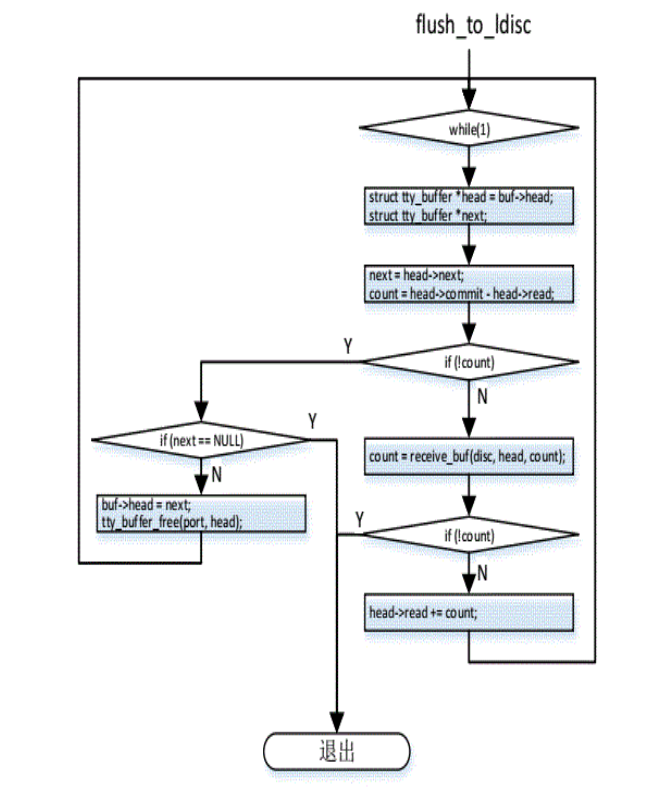 flush_to_ldisc
while(1)
struct tty_buffer *head = buf->head;
struct tty_buffer *next;
next = head->next;
count = head->commit - head->read;
if (!count)
Y
N
if (next == NULL)
Y
N
buf->head = next;
tty_buffer_free(port, head);
count = receive_buf(disc, head, count);
if (!count)
Y
N
head->read += count;
退出